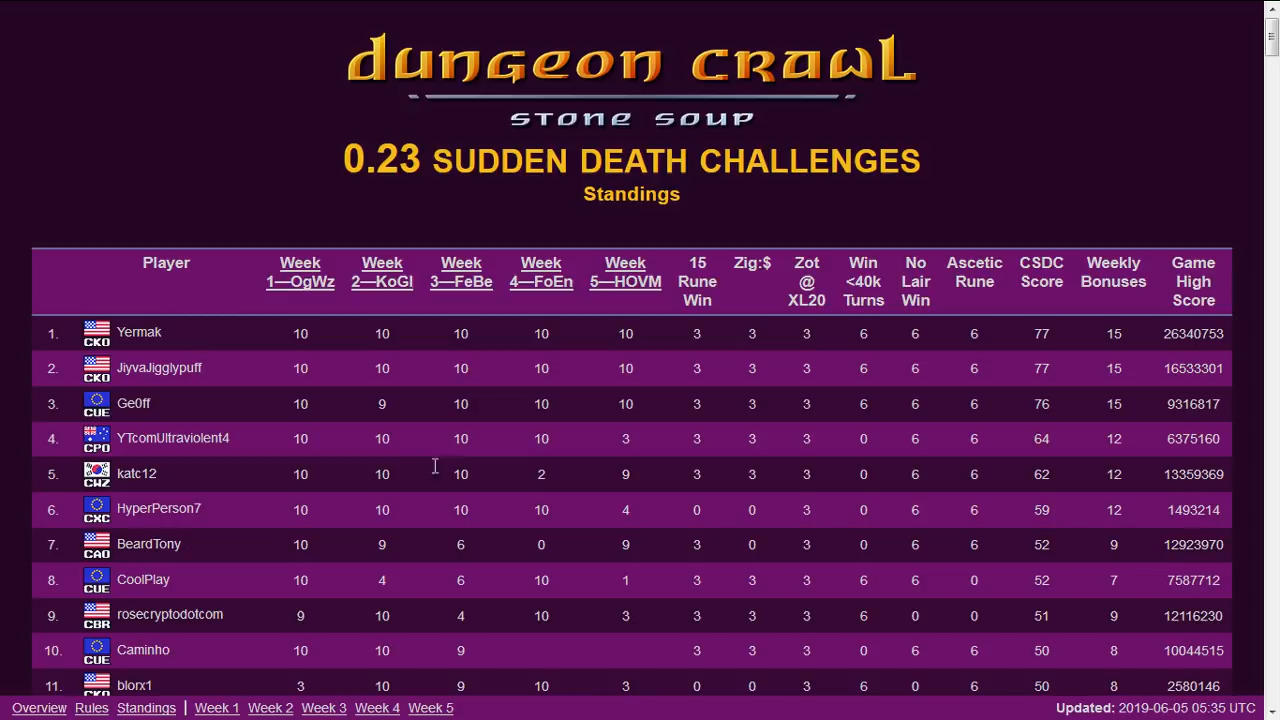 dungeon crawl
STONE SOUP
0.23 SUDDEN DEATH CHALLENGES
Standings
Player Week 1—OgWz Week 2—KoGl Week 3—FeBe Week 4—FoEn Week 5—HOVM 15 Rune Win Zig:$ Zot @ XL20 Win <40k Turns No Lair Win Ascetic Rune CSDC Score Weekly Bonuses Game High Score
1. CKO Yermak 10 10 10 10 10 3 3 3 6 6 6 77 15 26340753
2. CKO JiyvaJigglypuff 10 10 10 10 10 3 3 3 6 6 6 77 15 16533301
3. CUE Ge0ff 10 9 10 10 10 3 3 3 6 6 6 76 15 9316817
4. CPO YTcomUltraviolent4 10 10 10 10 3 3 3 3 0 6 6 64 12 6375160
5. CWZ katc12 10 10 10 2 9 3 3 3 0 6 6 62 12 13359369
6. CXC HyperPerson7 10 10 10 10 4 0 0 3 0 6 6 59 12 1493214
7. CAO BeardTony 10 9 6 0 9 3 0 3 0 6 6 52 9 12923970
8. CUE CoolPlay 10 4 6 10 1 3 3 3 6 6 0 52 7 7587712
9. CBR rosecryptodotcom 9 10 4 10 3 3 3 3 6 0 0 51 9 12116230
10. CUE Caminho 10 10 9 3 3 3 0 6 6 50 8 10044515
11. CKO blorx1 3 10 9 10 3 0 0 3 6 0 6 50 8 2580146
Overview Rules Standings | Week 1 Week 2 Week 3 Week 4 Week 5 Updated: 2019-06-05 05:35 UTC